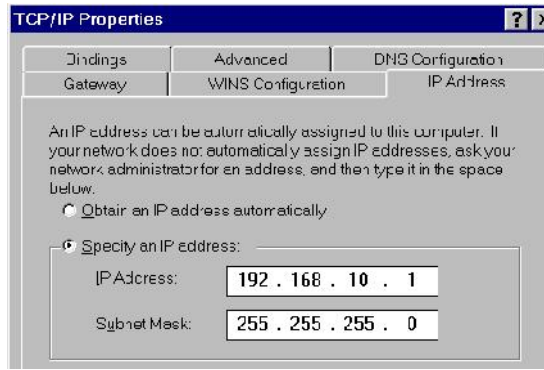 TCP/IP Properties
? X
Bindings Advanced DNS Configuration
Gateway WINS Configuration IP Address
An IP address can be automatically assigned to this computer. If
your network does not automatically assign IP addresses, ask your
network administrator for an address, and then type it in the space
below.
Obtain an IP address automatically
Specify an IP address:
IP Address: 192 . 168 . 10 . 1
Subnet Mask: 255 . 255 . 255 . 0